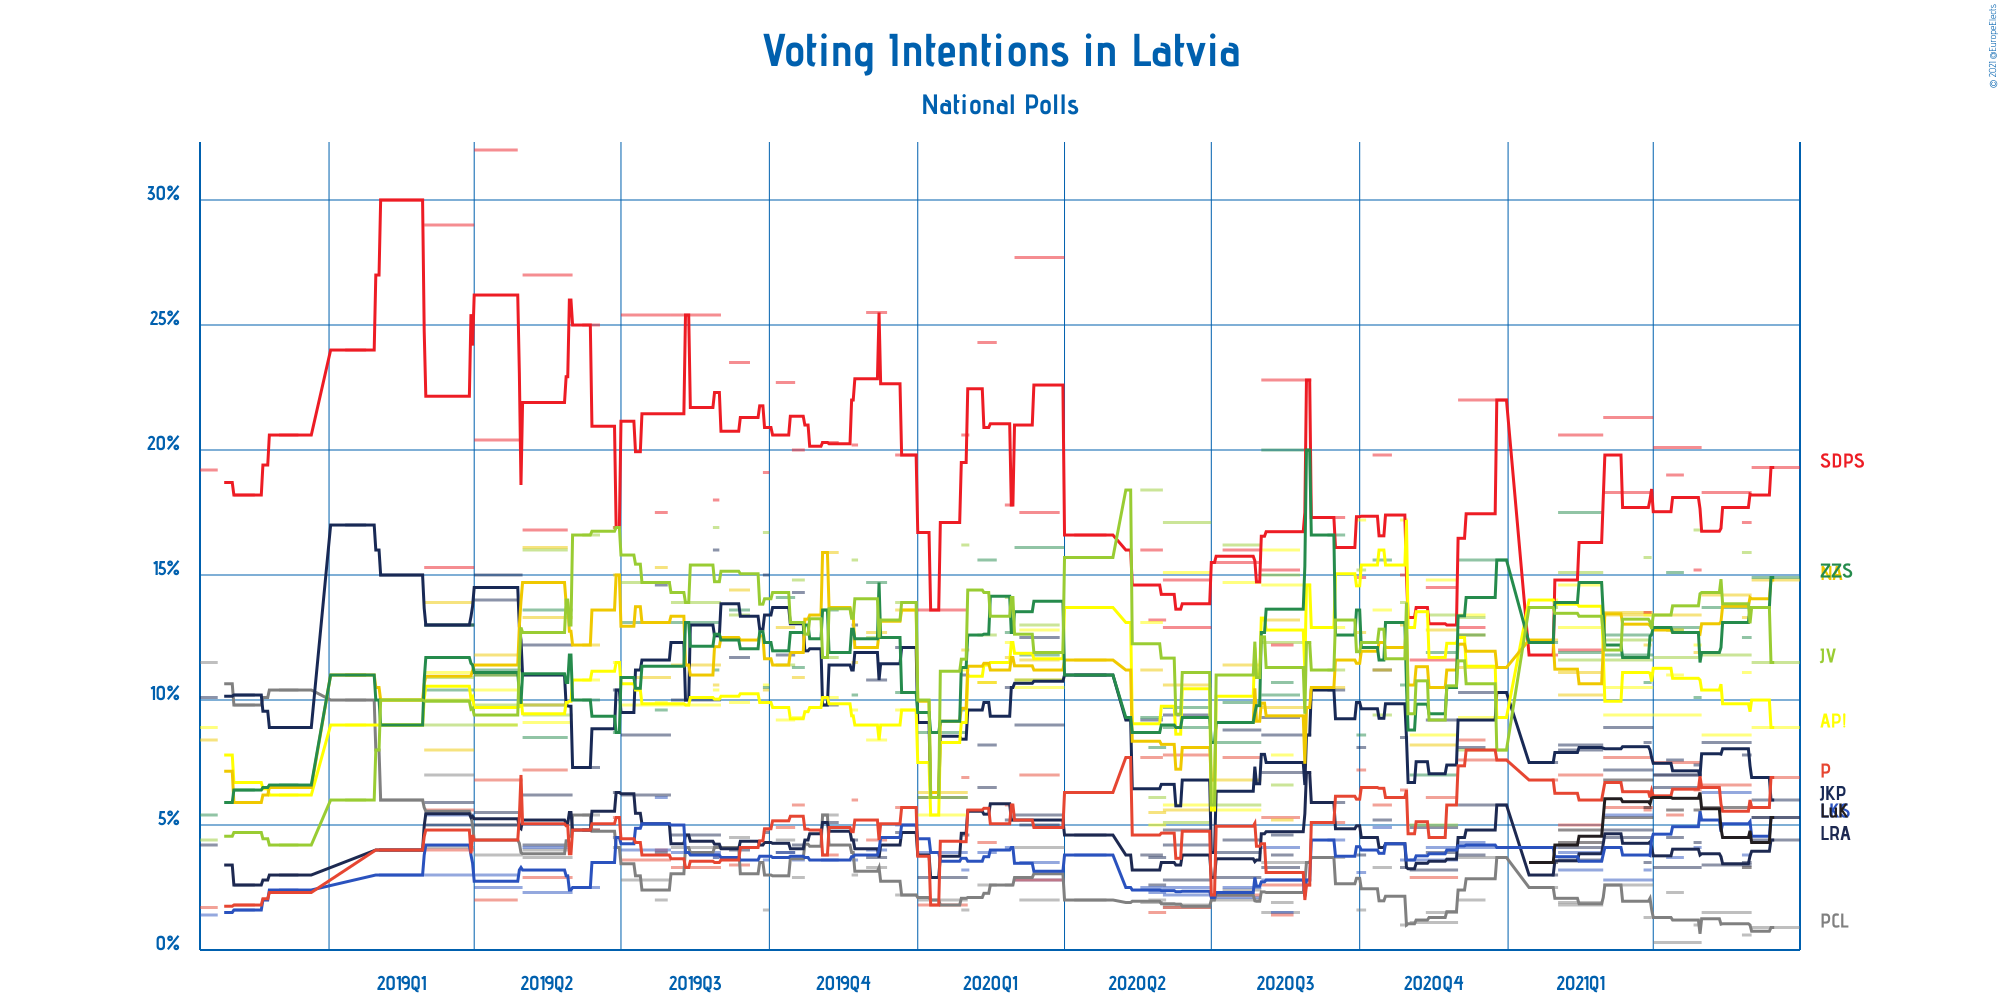 © 2021 @EuropeElects
Voting Intentions in Latvia
National Polls
30%
25%
20%
15%
10%
5%
0%
SDPS
ZZS
JV
API
P
JKP
LRA
PCL
2019Q1
2019Q2
2019Q3
2019Q4
2020Q1
2020Q2
2020Q3
2020Q4
2021Q1